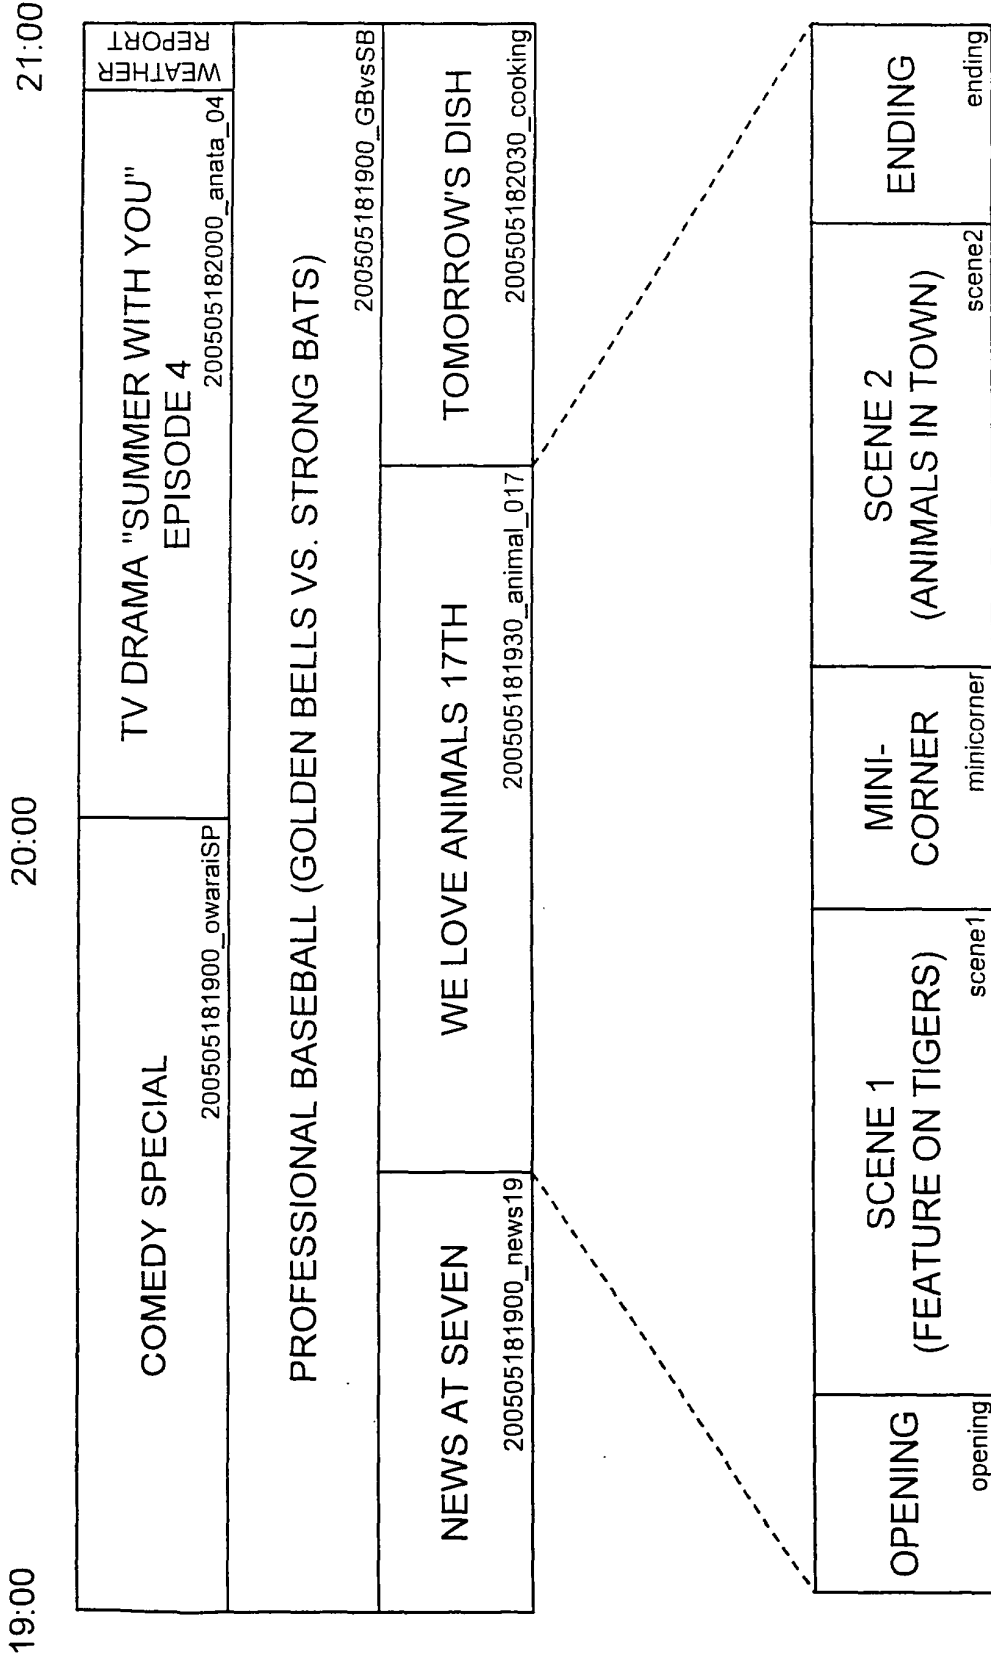 19:00
20:00
21:00
COMEDY SPECIAL
200505181900_owaraiSP
TV DRAMA "SUMMER WITH YOU"
EPISODE 4
200505182000_anata_04
WEATHER
REPORT
PROFESSIONAL BASEBALL (GOLDEN BELLS VS. STRONG BATS)
200505181900_GBvsSB
NEWS AT SEVEN
200505181900_news19
WE LOVE ANIMALS 17TH
200505181930_animal_017
TOMORROW'S DISH
200505182030_cooking
OPENING
opening
SCENE 1
(FEATURE ON TIGERS)
scene1
MINI-
CORNER
minicorner
SCENE 2
(ANIMALS IN TOWN)
scene2
ENDING
ending